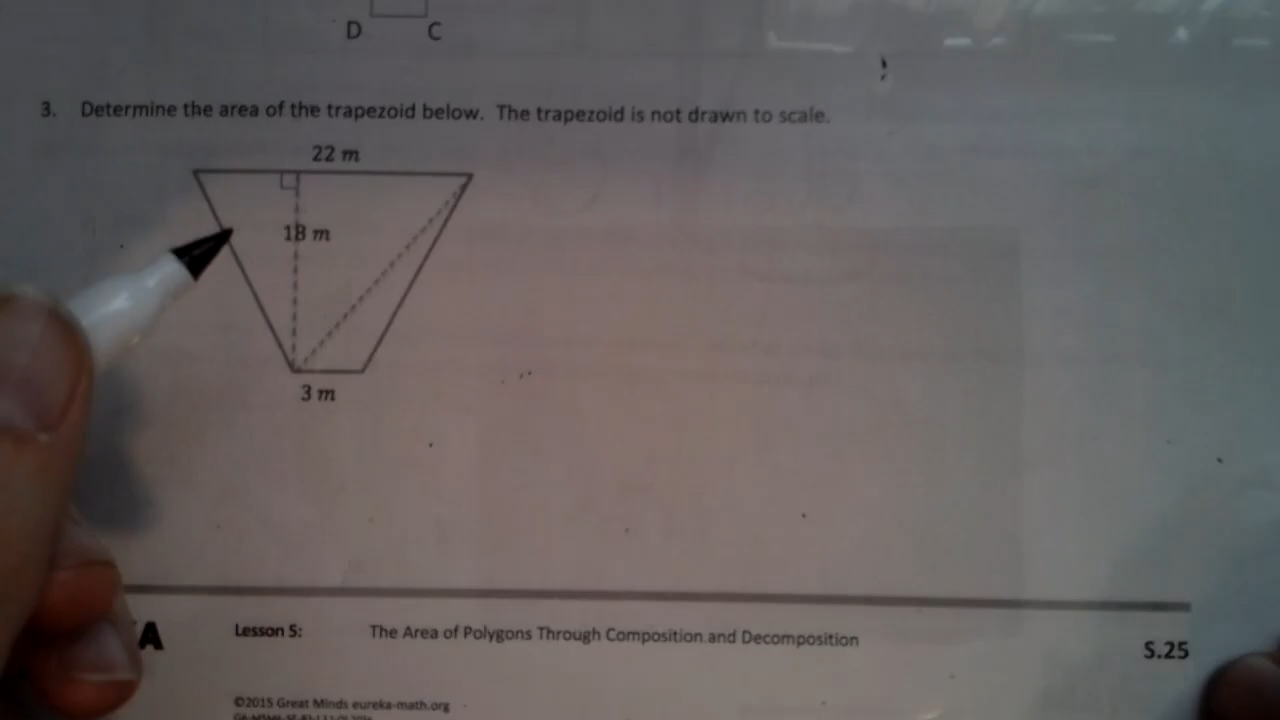 D C
3. Determine the area of the trapezoid below. The trapezoid is not drawn to scale.
22 m
18 m
3 m
A
Lesson 5: The Area of Polygons Through Composition and Decomposition
S.25
©2015 Great Minds eureka-math.org